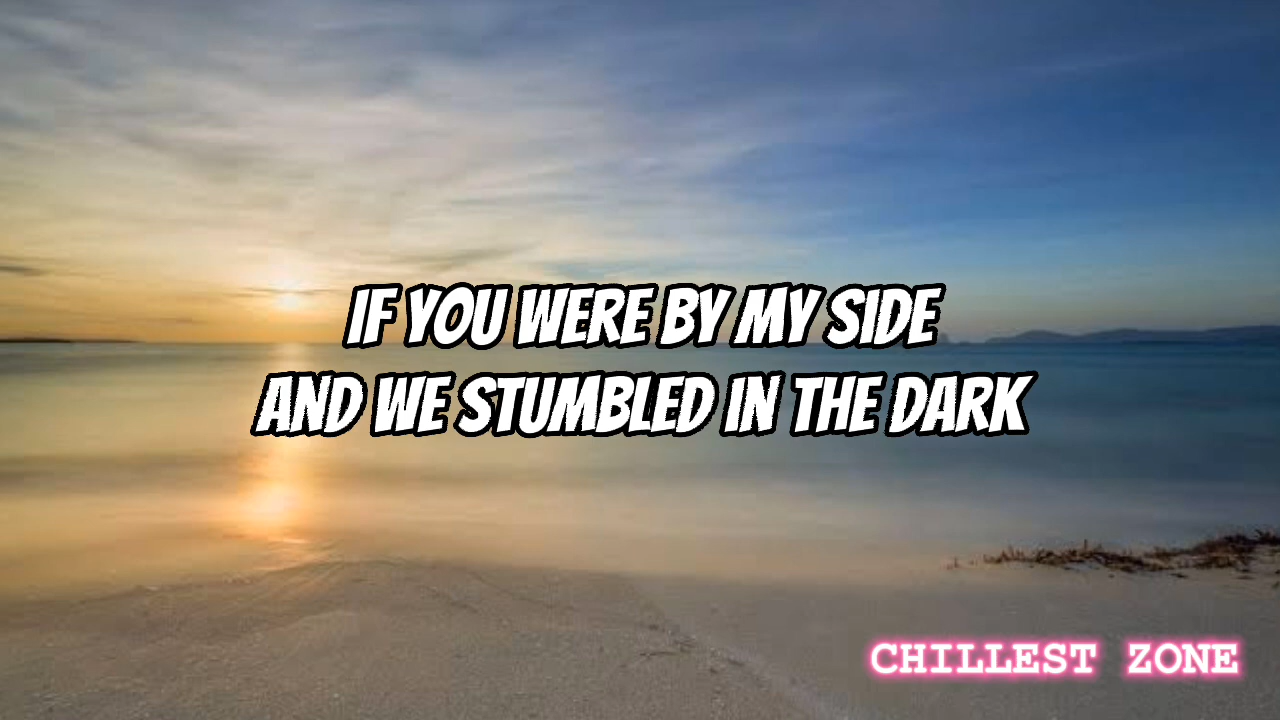 IF YOU WERE BY MY SIDE
AND WE STUMBLED IN THE DARK
CHILLEST ZONE